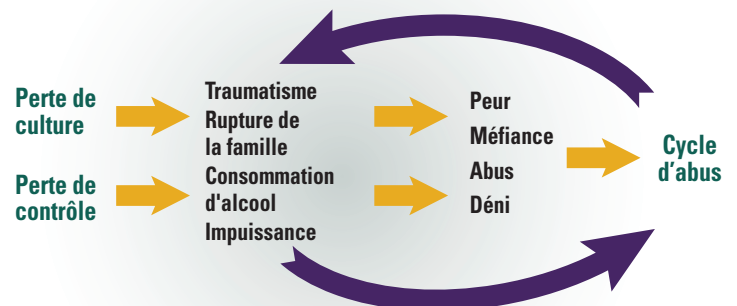 Perte de
culture
Perte de
contrôle
Traumatisme
Rupture de
la famille
Consommation
d'alcool
Impuissance
Peur
Méfiance
Abus
Déni
Cycle
d’abus